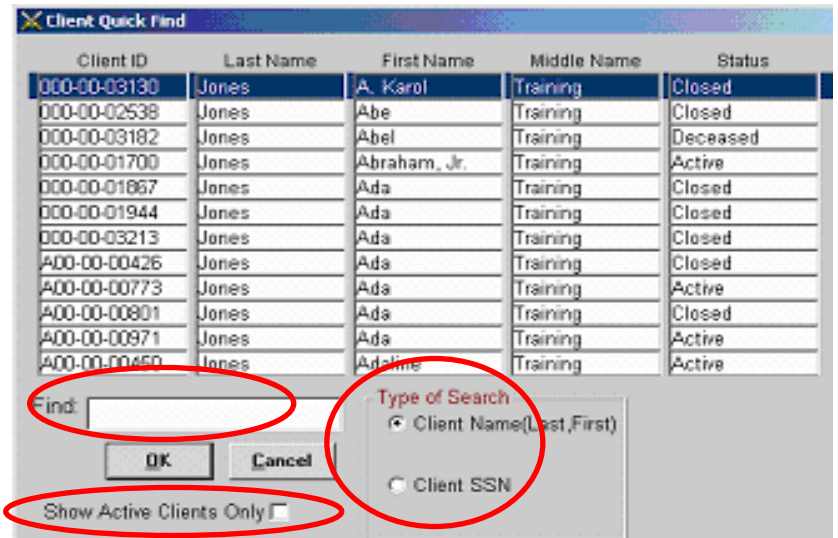 Client Quick Find
Client ID Last Name First Name Middle Name Status
000-00-03130 Jones A. Karol Training Closed
000-00-02538 Jones Abe Training Closed
000-00-03182 Jones Abel Training Deceased
000-00-01700 Jones Abraham, Jr. Training Active
000-00-01867 Jones Ada Training Closed
000-00-01944 Jones Ada Training Closed
000-00-03213 Jones Ada Training Closed
A00-00-00426 Jones Ada Training Closed
A00-00-00773 Jones Ada Training Active
A00-00-00801 Jones Ada Training Closed
A00-00-00971 Jones Ada Training Active
A00-00-00450 Jones Adaline Training Active
Find:
Type of Search
Client Name(Last,First)
OK Cancel
Client SSN
Show Active Clients Only